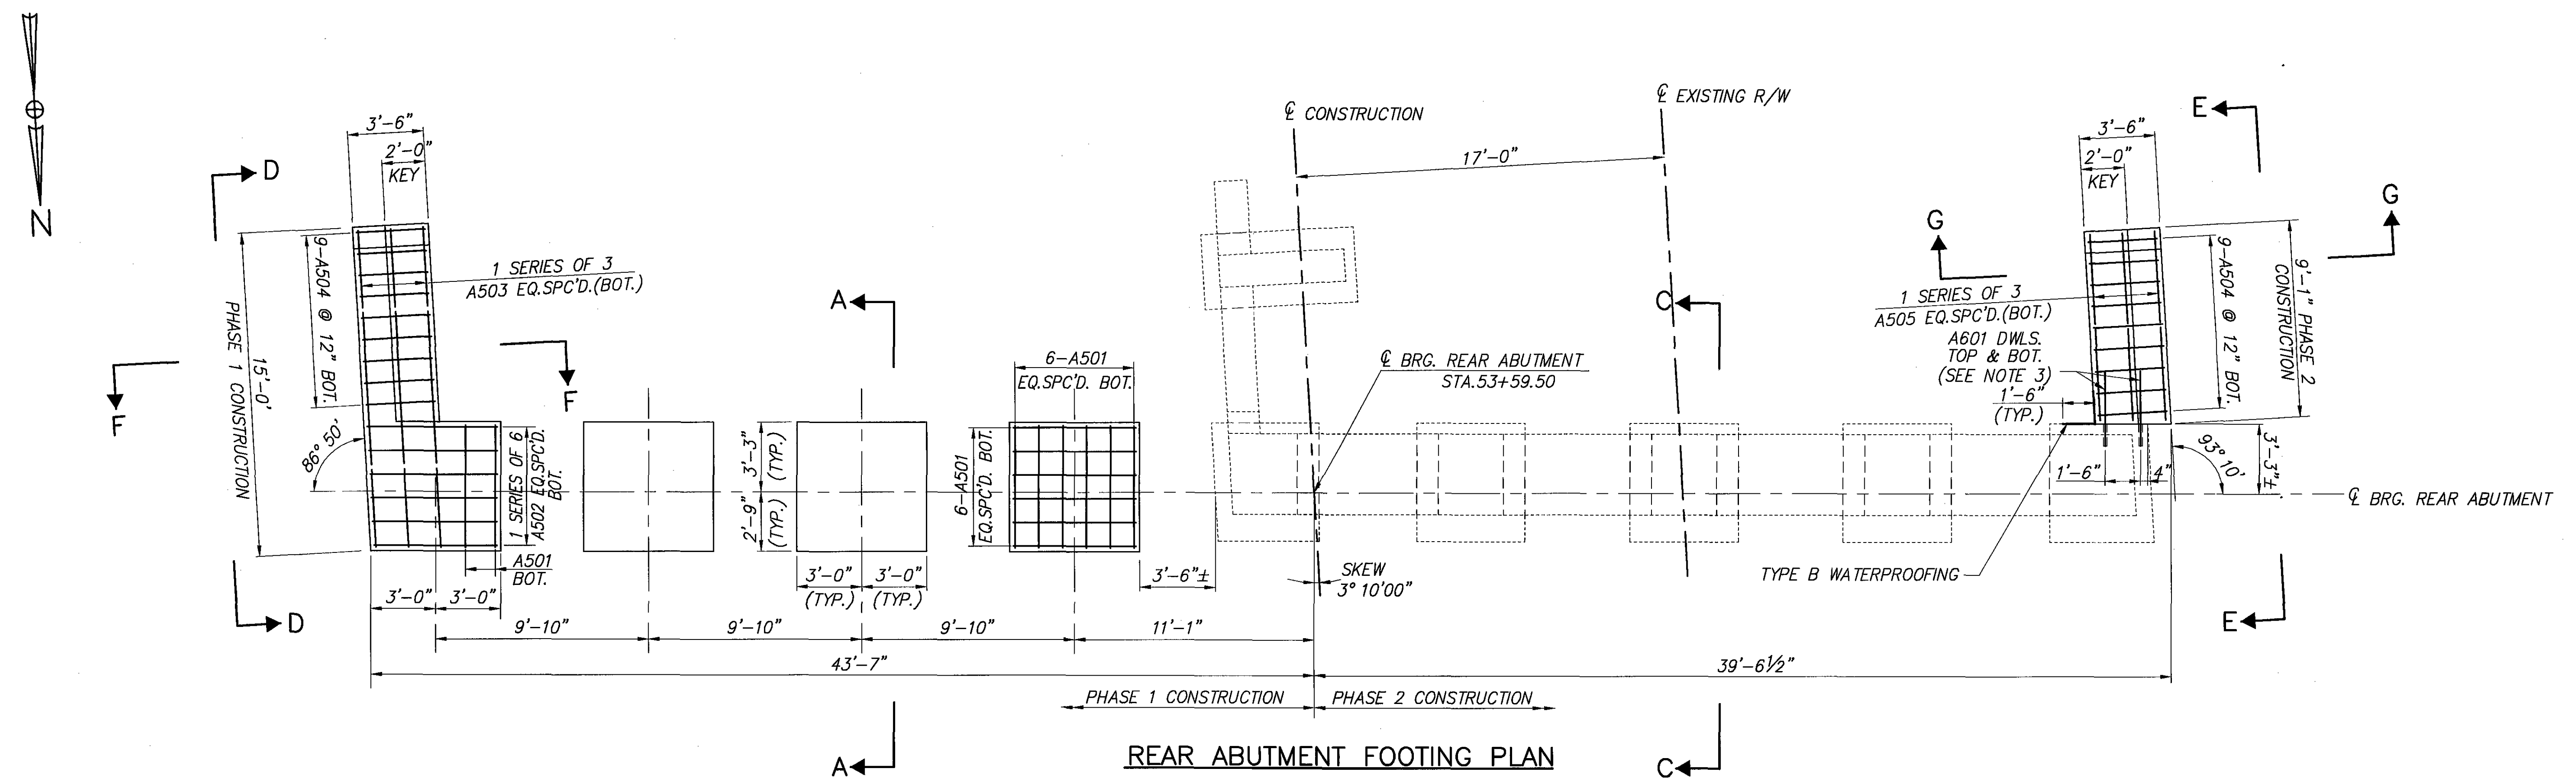 N
D
3'-6"
2'-0"
KEY
9-A504 @ 12" BOT.
1 SERIES OF 3
A503 EQ.SPC'D.(BOT.)
15'-0'
PHASE 1 CONSTRUCTION
F
F
86° 50'
1 SERIES OF 6
A502 EQ.SPC'D.
BOT.
A501
BOT.
3'-0"
3'-0"
D
A
3'-3"
(TYP.)
2'-9"
(TYP.)
3'-0"
(TYP.)
3'-0"
(TYP.)
6-A501
EQ.SPC'D. BOT.
6-A501
EQ.SPC'D. BOT.
3'-6"±
℄ CONSTRUCTION
℄ EXISTING R/W
17'-0"
℄ BRG. REAR ABUTMENT
STA.53+59.50
C
SKEW
3° 10'00"
E
3'-6"
2'-0"
KEY
G
G
1 SERIES OF 3
A505 EQ.SPC'D.(BOT.)
A601 DWLS.
TOP & BOT.
(SEE NOTE 3)
1'-6"
(TYP.)
9-A504 @ 12" BOT.
9'-1" PHASE 2
CONSTRUCTION
93° 10'
3'-3"±
1'-6"
4"
℄ BRG. REAR ABUTMENT
TYPE B WATERPROOFING
E
9'-10"
9'-10"
9'-10"
11'-1"
43'-7"
39'-6½"
PHASE 1 CONSTRUCTION
PHASE 2 CONSTRUCTION
A
C
REAR ABUTMENT FOOTING PLAN